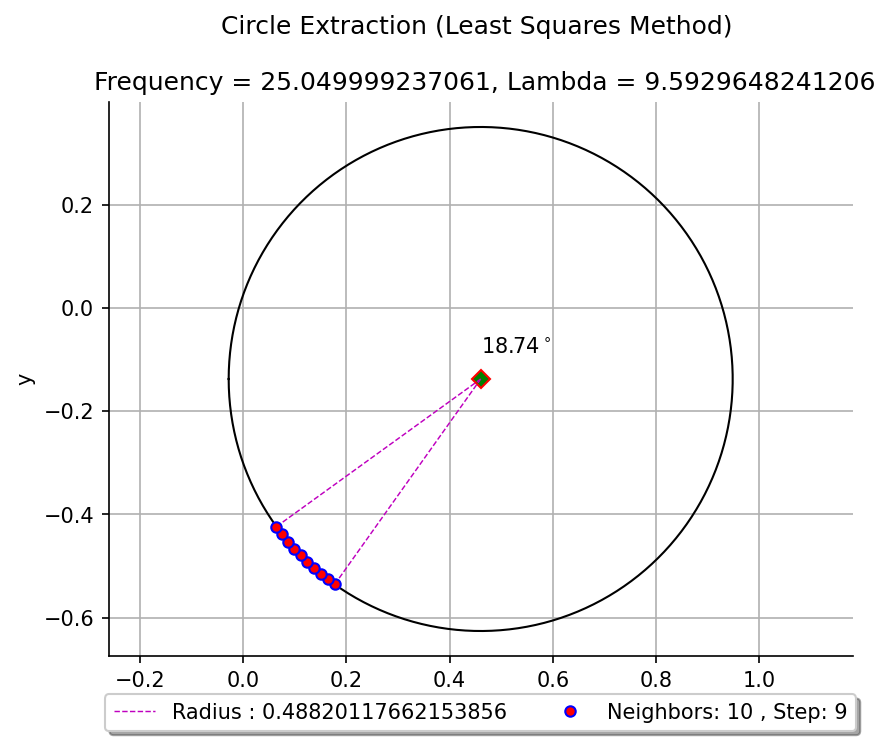 Circle Extraction (Least Squares Method)
Frequency = 25.049999237061, Lambda = 9.5929648241206
0.2
0.0
−0.2
−0.4
−0.6
y
18.74°
−0.2
0.0
0.2
0.4
0.6
0.8
1.0
Radius : 0.48820117662153856
Neighbors: 10 , Step: 9